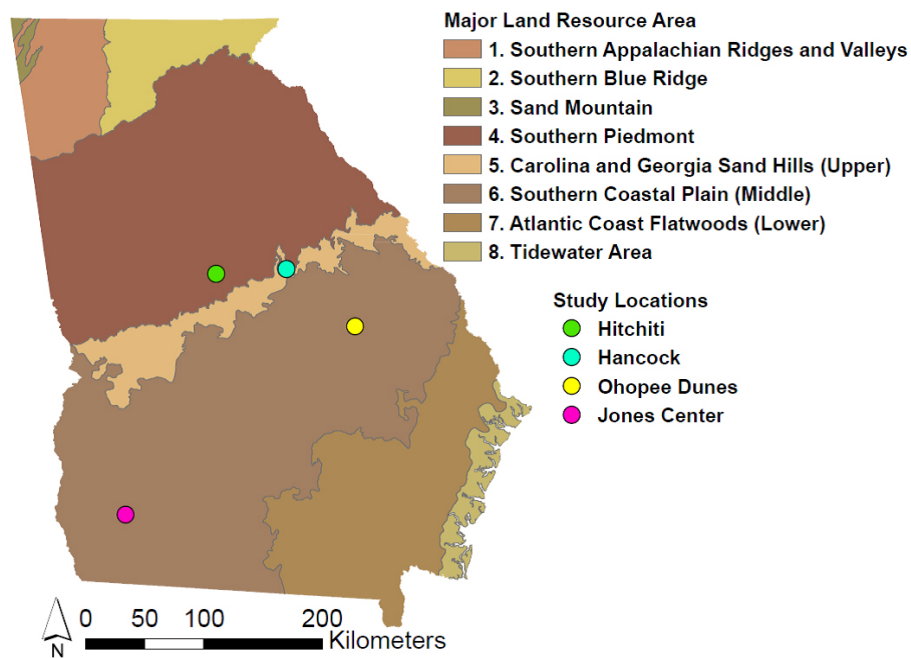 Major Land Resource Area
1. Southern Appalachian Ridges and Valleys
2. Southern Blue Ridge
3. Sand Mountain
4. Southern Piedmont
5. Carolina and Georgia Sand Hills (Upper)
6. Southern Coastal Plain (Middle)
7. Atlantic Coast Flatwoods (Lower)
8. Tidewater Area
Study Locations
Hitchiti
Hancock
Ohopee Dunes
Jones Center
0 50 100 200
Kilometers
N